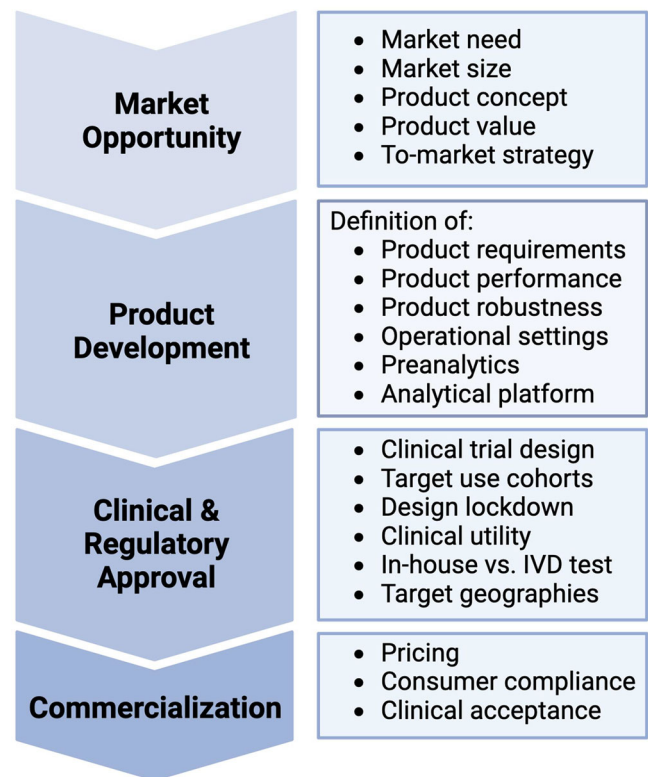 Market
Opportunity
• Market need
• Market size
• Product concept
• Product value
• To-market strategy
Product
Development
Definition of:
• Product requirements
• Product performance
• Product robustness
• Operational settings
• Preanalytics
• Analytical platform
Clinical &
Regulatory
Approval
• Clinical trial design
• Target use cohorts
• Design lockdown
• Clinical utility
• In-house vs. IVD test
• Target geographies
Commercialization
• Pricing
• Consumer compliance
• Clinical acceptance